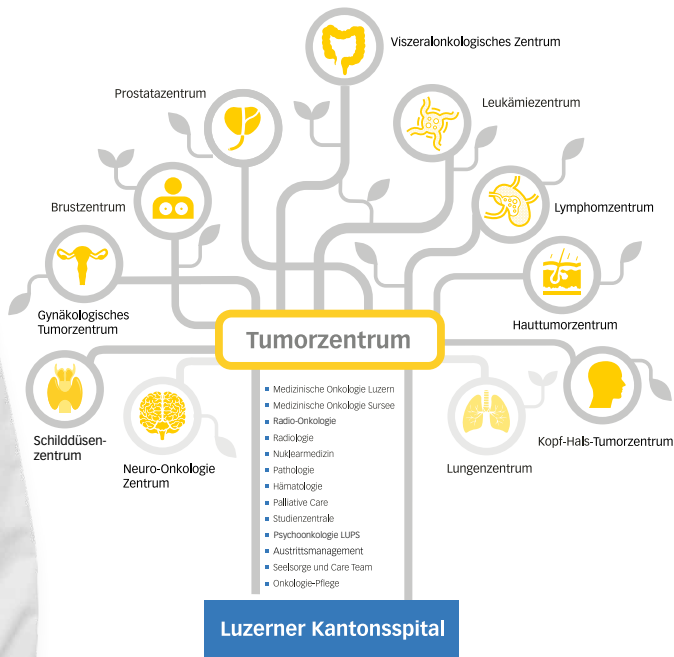 Viszeralonkologisches Zentrum
Prostatazentrum
Leukämiezentrum
Brustzentrum
Lymphomzentrum
Gynäkologisches
Tumorzentrum
Hauttumorzentrum
Tumorzentrum
Schilddüsen-
zentrum
Neuro-Onkologie
Zentrum
Lungenzentrum
Kopf-Hals-Tumorzentrum
Medizinische Onkologie Luzern
Medizinische Onkologie Sursee
Radio-Onkologie
Radiologie
Nuklearmedizin
Pathologie
Hämatologie
Palliative Care
Studienzentrale
Psychoonkologie LUPS
Austrittsmanagement
Seelsorge und Care Team
Onkologie-Pflege
Luzerner Kantonsspital